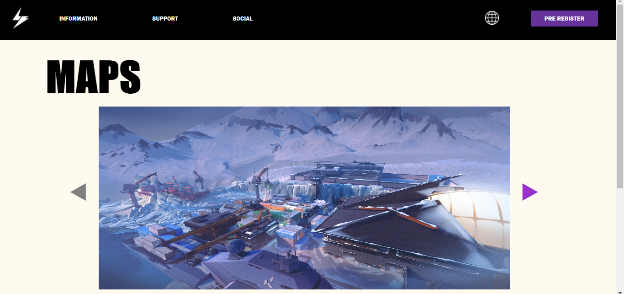 INFORMATION
SUPPORT
SOCIAL
PRE REGISTER
MAPS